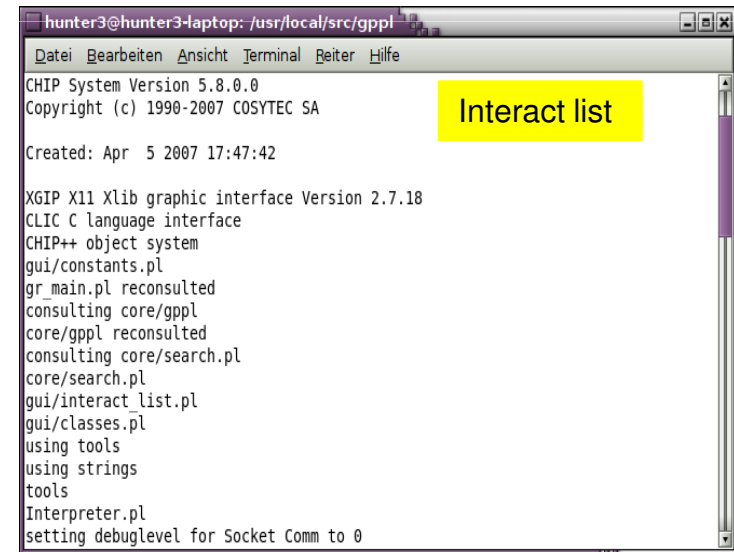 hunter3@hunter3-laptop: /usr/local/src/gppl
Datei Bearbeiten Ansicht Terminal Reiter Hilfe
CHIP System Version 5.8.0.0
Copyright (c) 1990-2007 COSYTEC SA
Interact list
Created: Apr  5 2007 17:47:42
XGIP X11 Xlib graphic interface Version 2.7.18
CLIC C language interface
CHIP++ object system
gui/constants.pl
gr_main.pl reconsulted
consulting core/gppl
core/gppl reconsulted
consulting core/search.pl
core/search.pl
gui/interact_list.pl
gui/classes.pl
using tools
using strings
tools
Interpreter.pl
setting debuglevel for Socket Comm to 0